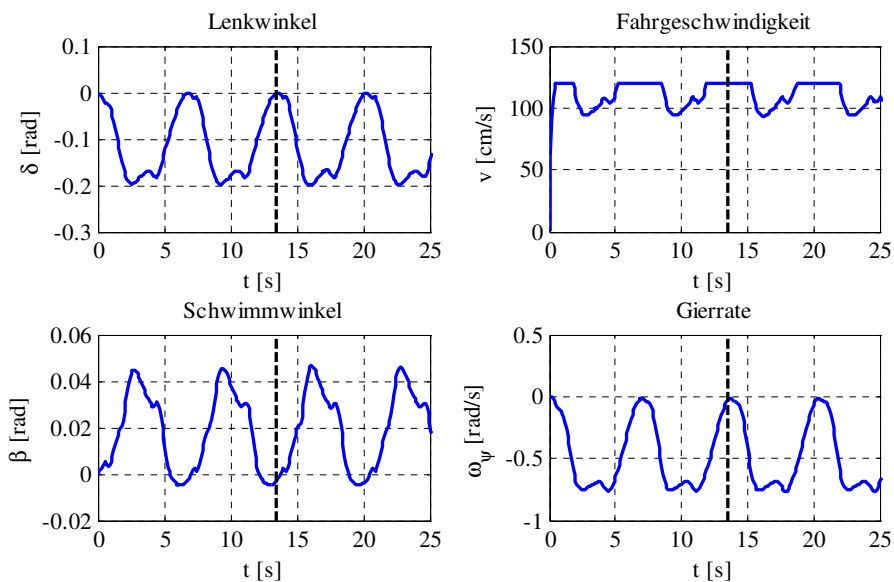 Lenkwinkel
0.1
0
-0.1
-0.2
-0.3
δ [rad]
0 5 10 15 20 25
t [s]
Fahrgeschwindigkeit
150
100
50
0
v [cm/s]
0 5 10 15 20 25
t [s]
Schwimmwinkel
0.06
0.04
0.02
0
-0.02
β [rad]
0 5 10 15 20 25
t [s]
Gierrate
0.5
0
-0.5
-1
ω_ψ [rad/s]
0 5 10 15 20 25
t [s]